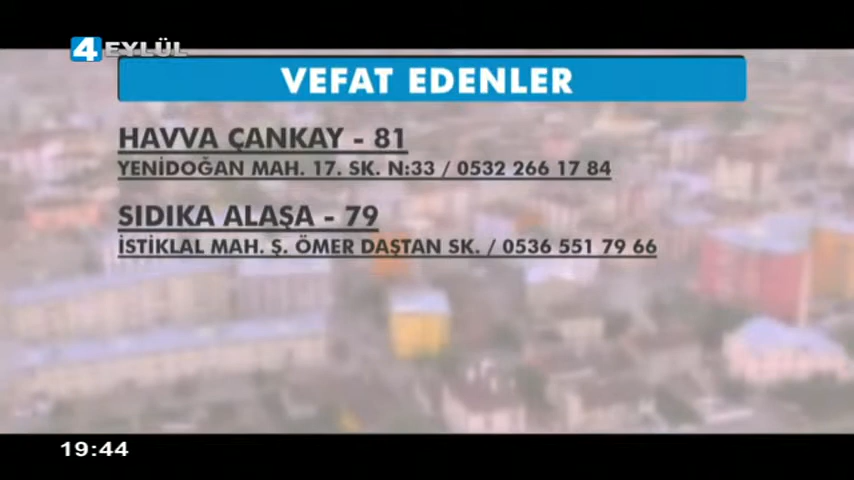 4 EYLÜL
VEFAT EDENLER
HAVVA ÇANKAY - 81
YENİDOĞAN MAH. 17. SK. N:33 / 0532 266 17 84
SIDIKA ALAŞA - 79
İSTİKLAL MAH. Ş. ÖMER DAŞTAN SK. / 0536 551 79 66
19:44